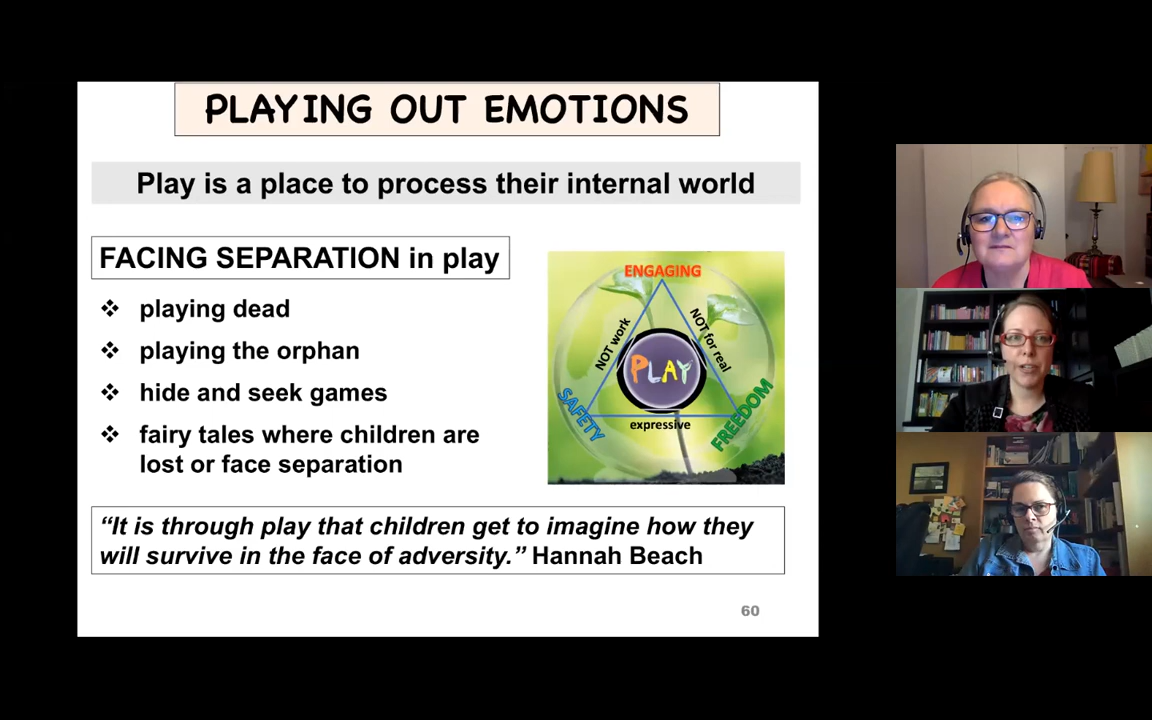 PLAYING OUT EMOTIONS
Play is a place to process their internal world
FACING SEPARATION in play
❖ playing dead
❖ playing the orphan
❖ hide and seek games
❖ fairy tales where children are
lost or face separation
ENGAGING
NOT work
NOT for real
PLAY
SAFETY
FREEDOM
expressive
“It is through play that children get to imagine how they
will survive in the face of adversity.” Hannah Beach
60